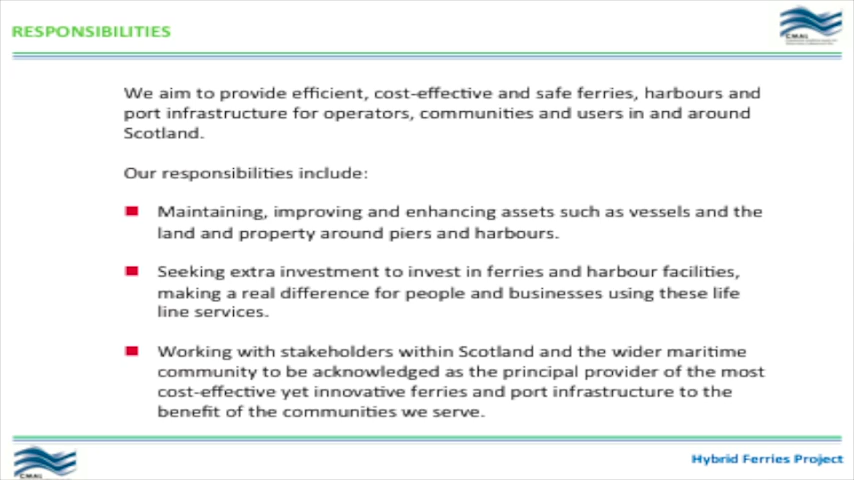 RESPONSIBILITIES
CMAL
We aim to provide efficient, cost-effective and safe ferries, harbours and
port infrastructure for operators, communities and users in and around
Scotland.
Our responsibilities include:
Maintaining, improving and enhancing assets such as vessels and the
land and property around piers and harbours.
Seeking extra investment to invest in ferries and harbour facilities,
making a real difference for people and businesses using these life
line services.
Working with stakeholders within Scotland and the wider maritime
community to be acknowledged as the principal provider of the most
cost-effective yet innovative ferries and port infrastructure to the
benefit of the communities we serve.
CMAL
Hybrid Ferries Project